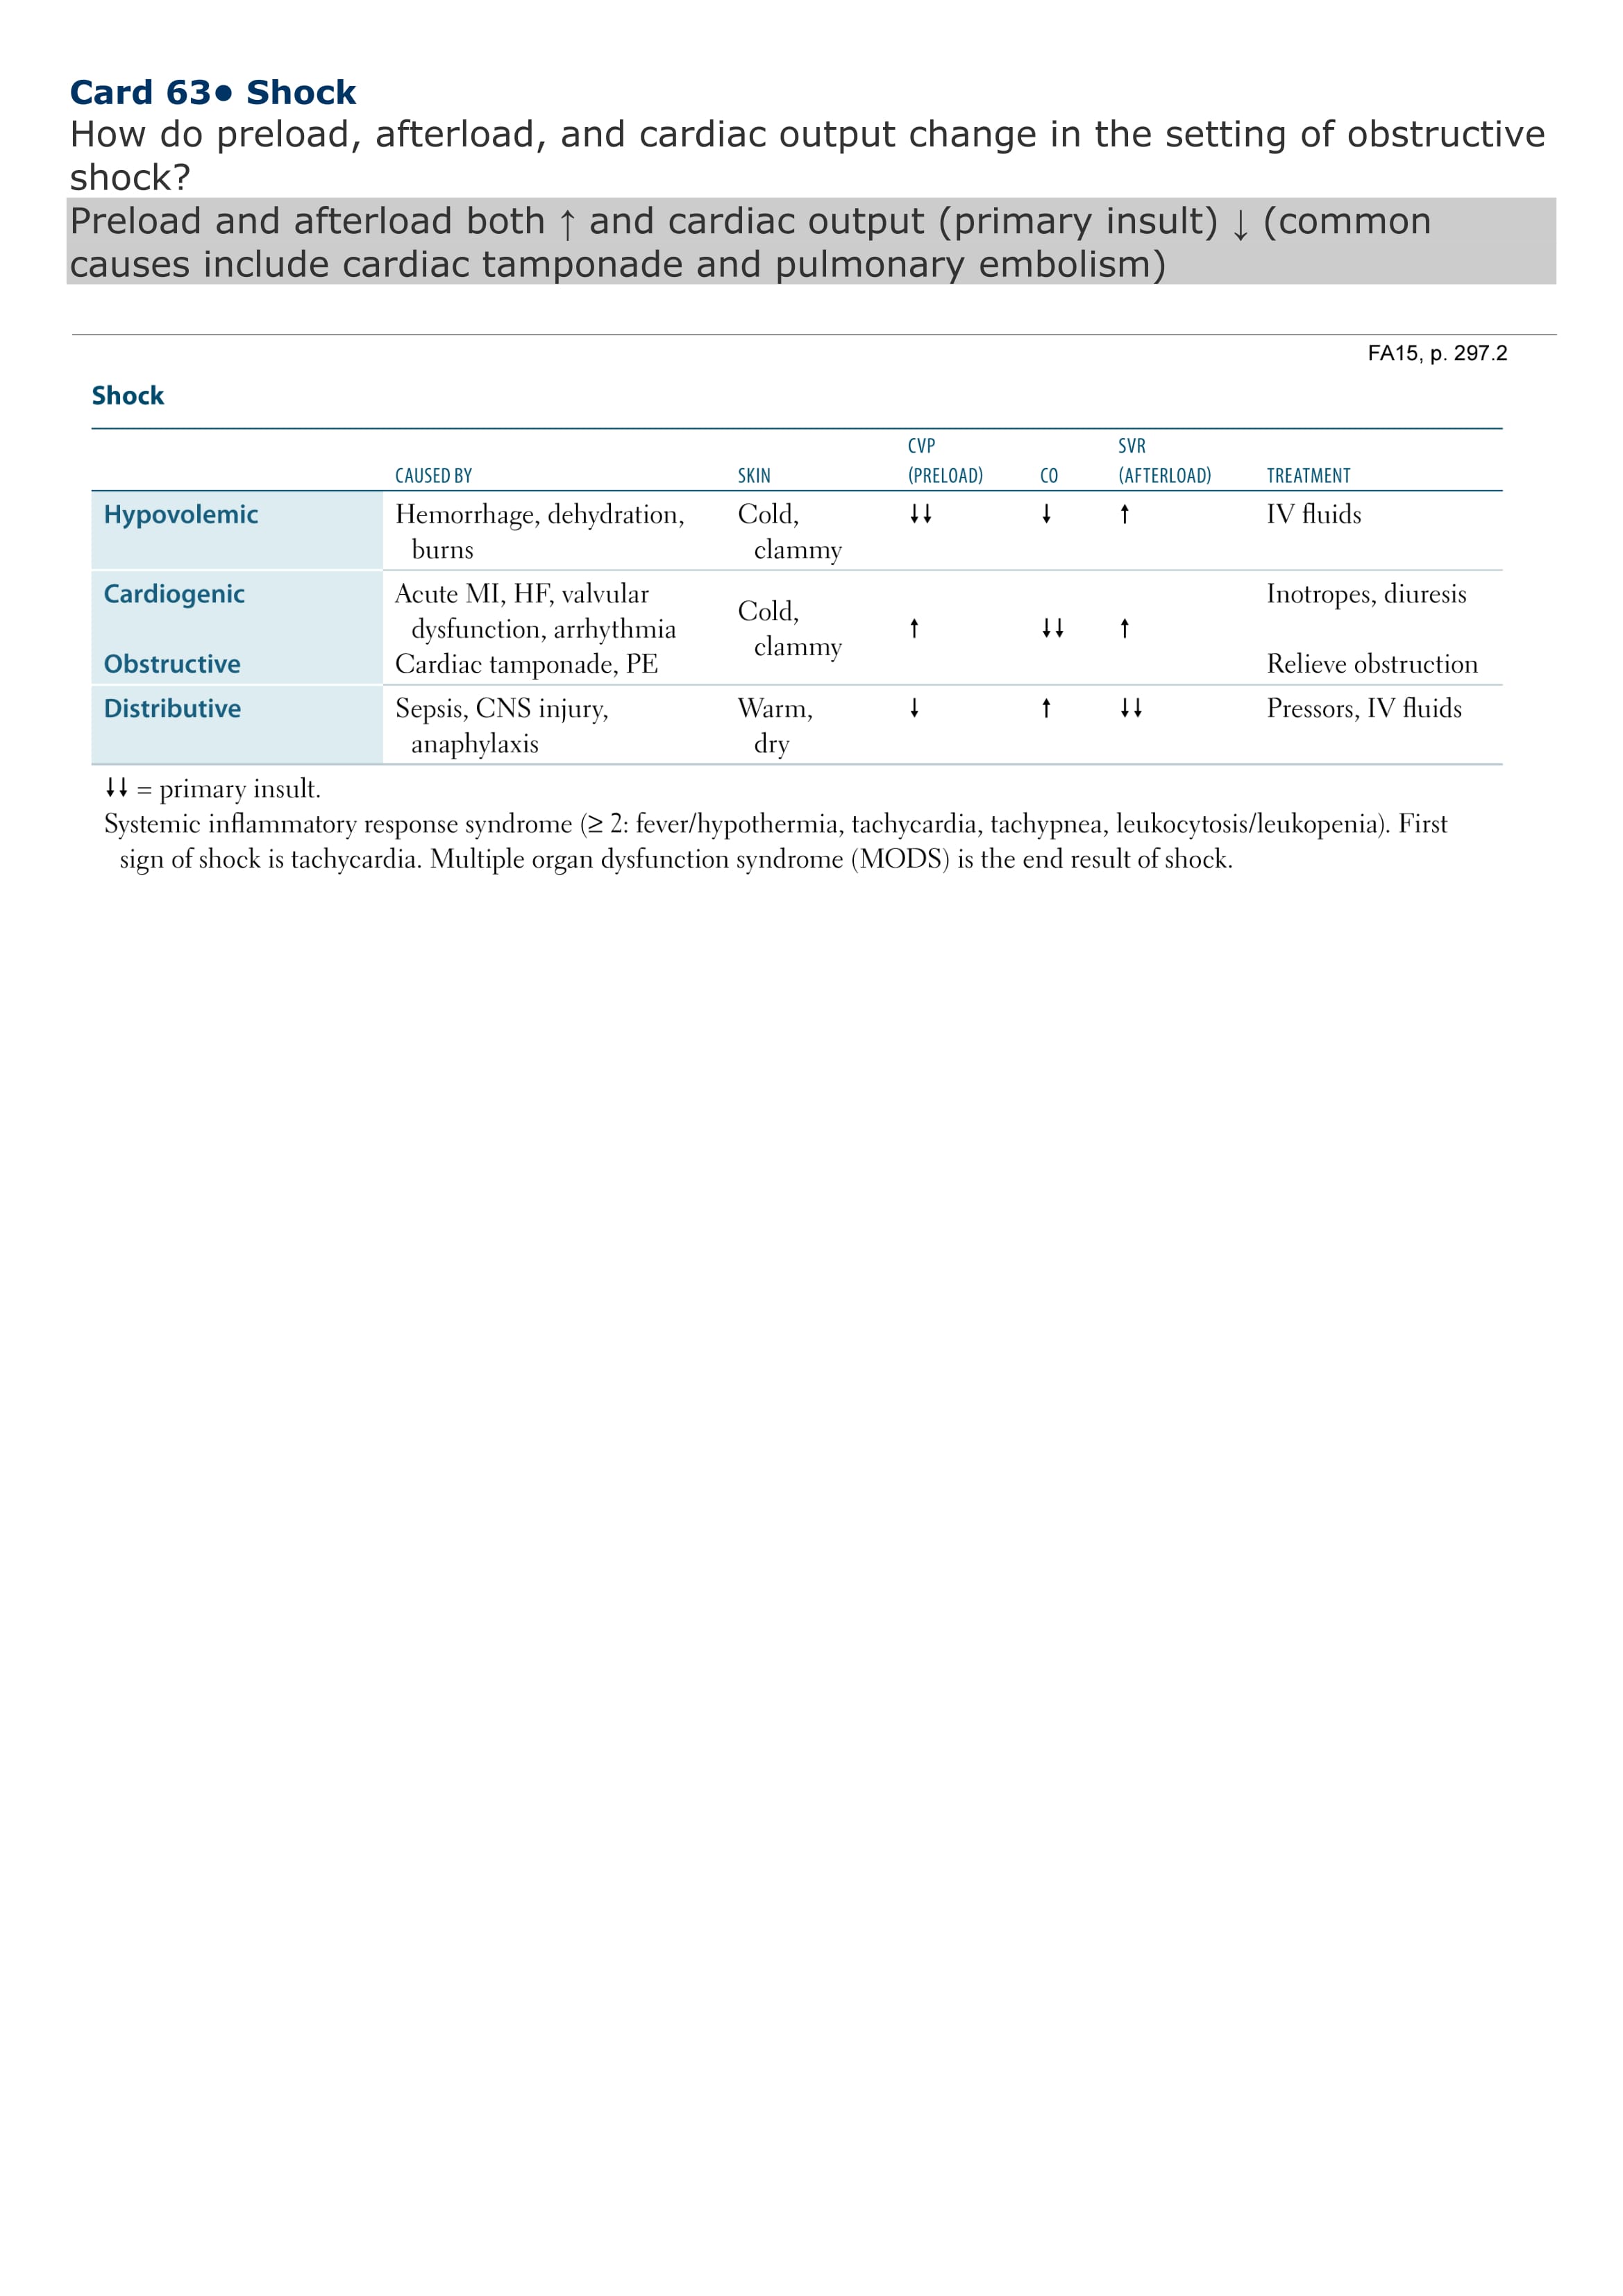 Card 63● Shock
How do preload, afterload, and cardiac output change in the setting of obstructive
shock?
Preload and afterload both ↑ and cardiac output (primary insult) ↓ (common
causes include cardiac tamponade and pulmonary embolism)
FA15, p. 297.2
Shock
CVP SVR
CAUSED BY SKIN (PRELOAD) CO (AFTERLOAD) TREATMENT
Hypovolemic Hemorrhage, dehydration, Cold, ↓↓ ↓ ↑ IV fluids
burns clammy
Cardiogenic Acute MI, HF, valvular Inotropes, diuresis
Cold,
dysfunction, arrhythmia ↑ ↓↓ ↑
clammy
Obstructive Cardiac tamponade, PE Relieve obstruction
Distributive Sepsis, CNS injury, Warm, ↓ ↑ ↓↓ Pressors, IV fluids
anaphylaxis dry
↓↓ = primary insult.
Systemic inflammatory response syndrome (≥ 2: fever/hypothermia, tachycardia, tachypnea, leukocytosis/leukopenia). First
sign of shock is tachycardia. Multiple organ dysfunction syndrome (MODS) is the end result of shock.